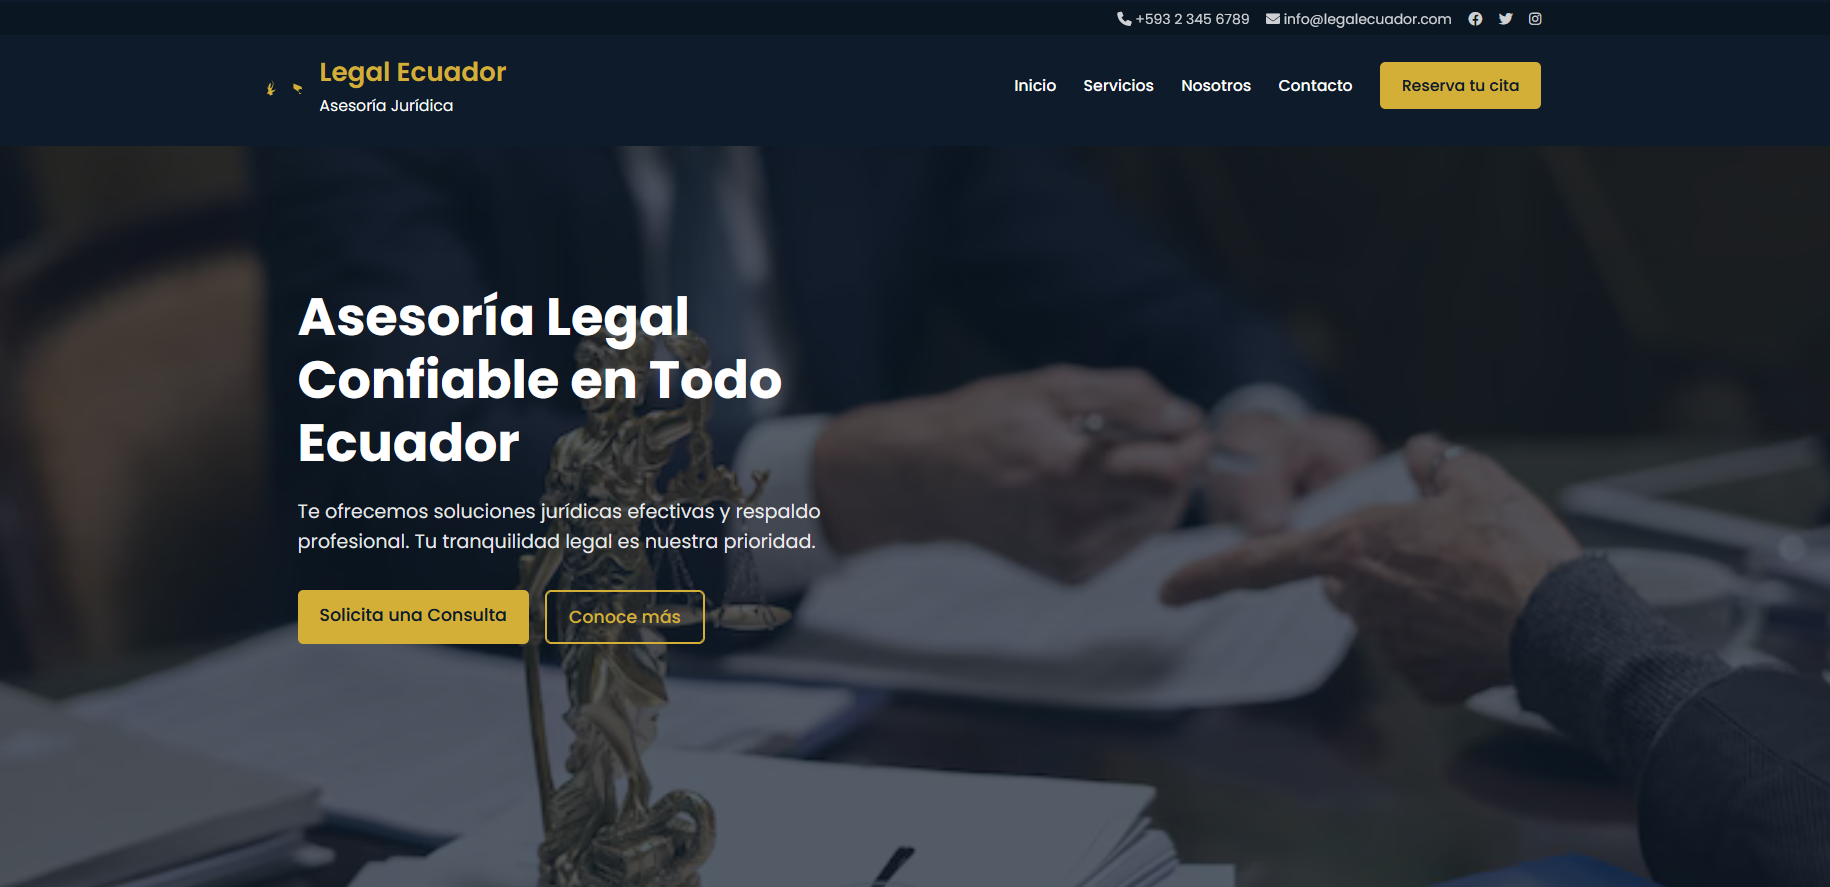 +593 2 345 6789 info@legalecuador.com
Legal Ecuador
Asesoría Jurídica
Inicio Servicios Nosotros Contacto Reserva tu cita
Asesoría Legal
Confiable en Todo
Ecuador
Te ofrecemos soluciones jurídicas efectivas y respaldo
profesional. Tu tranquilidad legal es nuestra prioridad.
Solicita una Consulta Conoce más